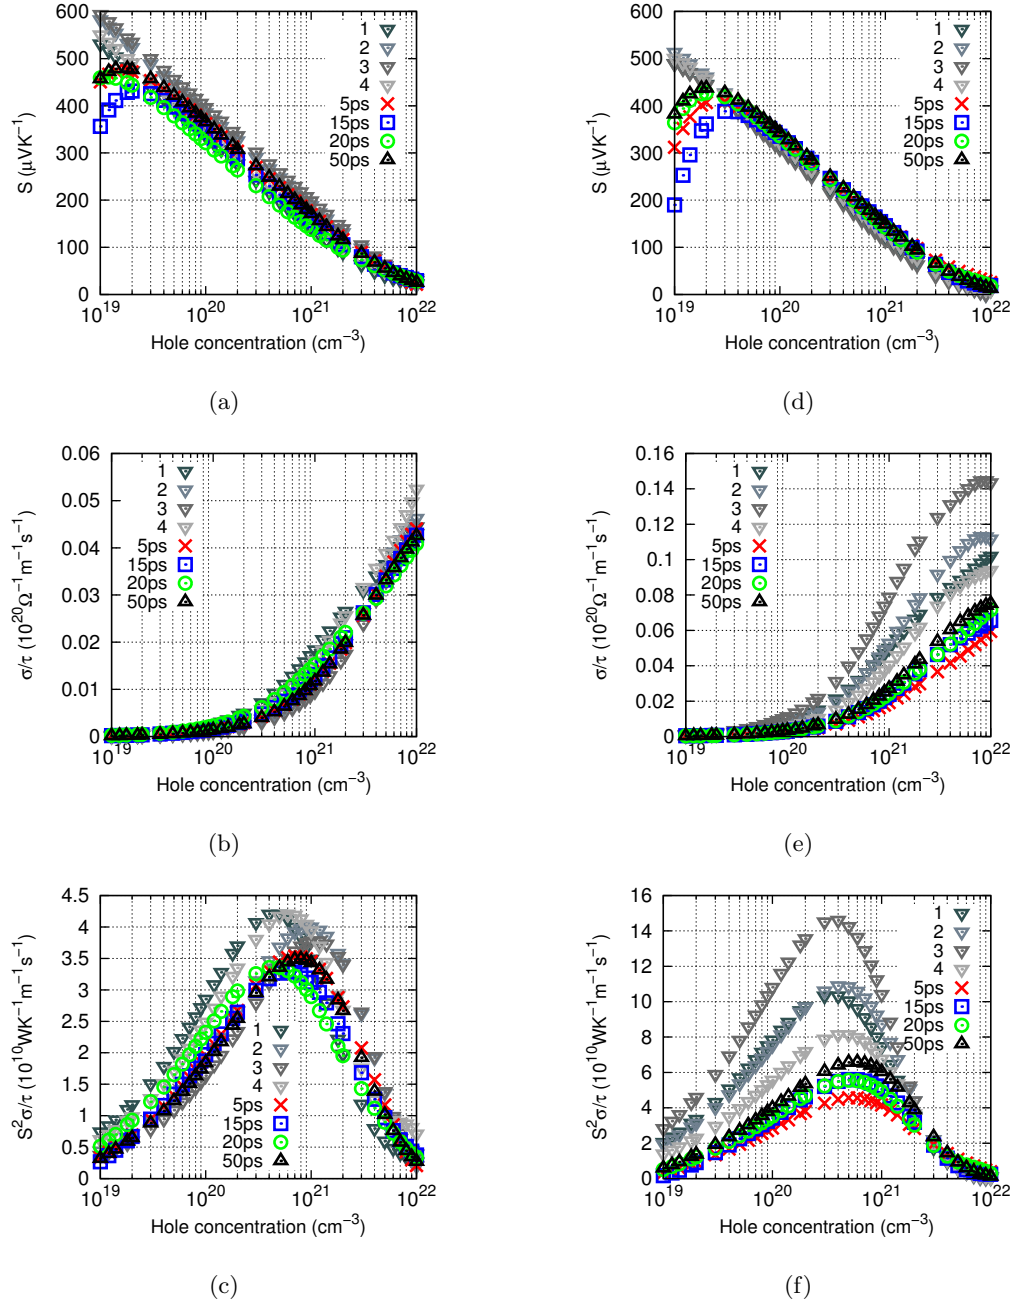 600
500
400
300
200
100
0
S (μVK⁻¹)
10¹⁹ 10²⁰ 10²¹ 10²²
Hole concentration (cm⁻³)
1
2
3
4
5ps
15ps
20ps
50ps
(a)
600
500
400
300
200
100
0
S (μVK⁻¹)
10¹⁹ 10²⁰ 10²¹ 10²²
Hole concentration (cm⁻³)
1
2
3
4
5ps
15ps
20ps
50ps
(d)
0.06
0.05
0.04
0.03
0.02
0.01
0
σ/τ (10²⁰Ω⁻¹m⁻¹s⁻¹)
10¹⁹ 10²⁰ 10²¹ 10²²
Hole concentration (cm⁻³)
1
2
3
4
5ps
15ps
20ps
50ps
(b)
0.16
0.14
0.12
0.1
0.08
0.06
0.04
0.02
0
σ/τ (10²⁰Ω⁻¹m⁻¹s⁻¹)
10¹⁹ 10²⁰ 10²¹ 10²²
Hole concentration (cm⁻³)
1
2
3
4
5ps
15ps
20ps
50ps
(e)
4.5
4
3.5
3
2.5
2
1.5
1
0.5
0
S²σ/τ (10¹⁰WK⁻¹m⁻¹s⁻¹)
10¹⁹ 10²⁰ 10²¹ 10²²
Hole concentration (cm⁻³)
1
2
3
4
5ps
15ps
20ps
50ps
(c)
16
14
12
10
8
6
4
2
0
S²σ/τ (10¹⁰WK⁻¹m⁻¹s⁻¹)
10¹⁹ 10²⁰ 10²¹ 10²²
Hole concentration (cm⁻³)
1
2
3
4
5ps
15ps
20ps
50ps
(f)